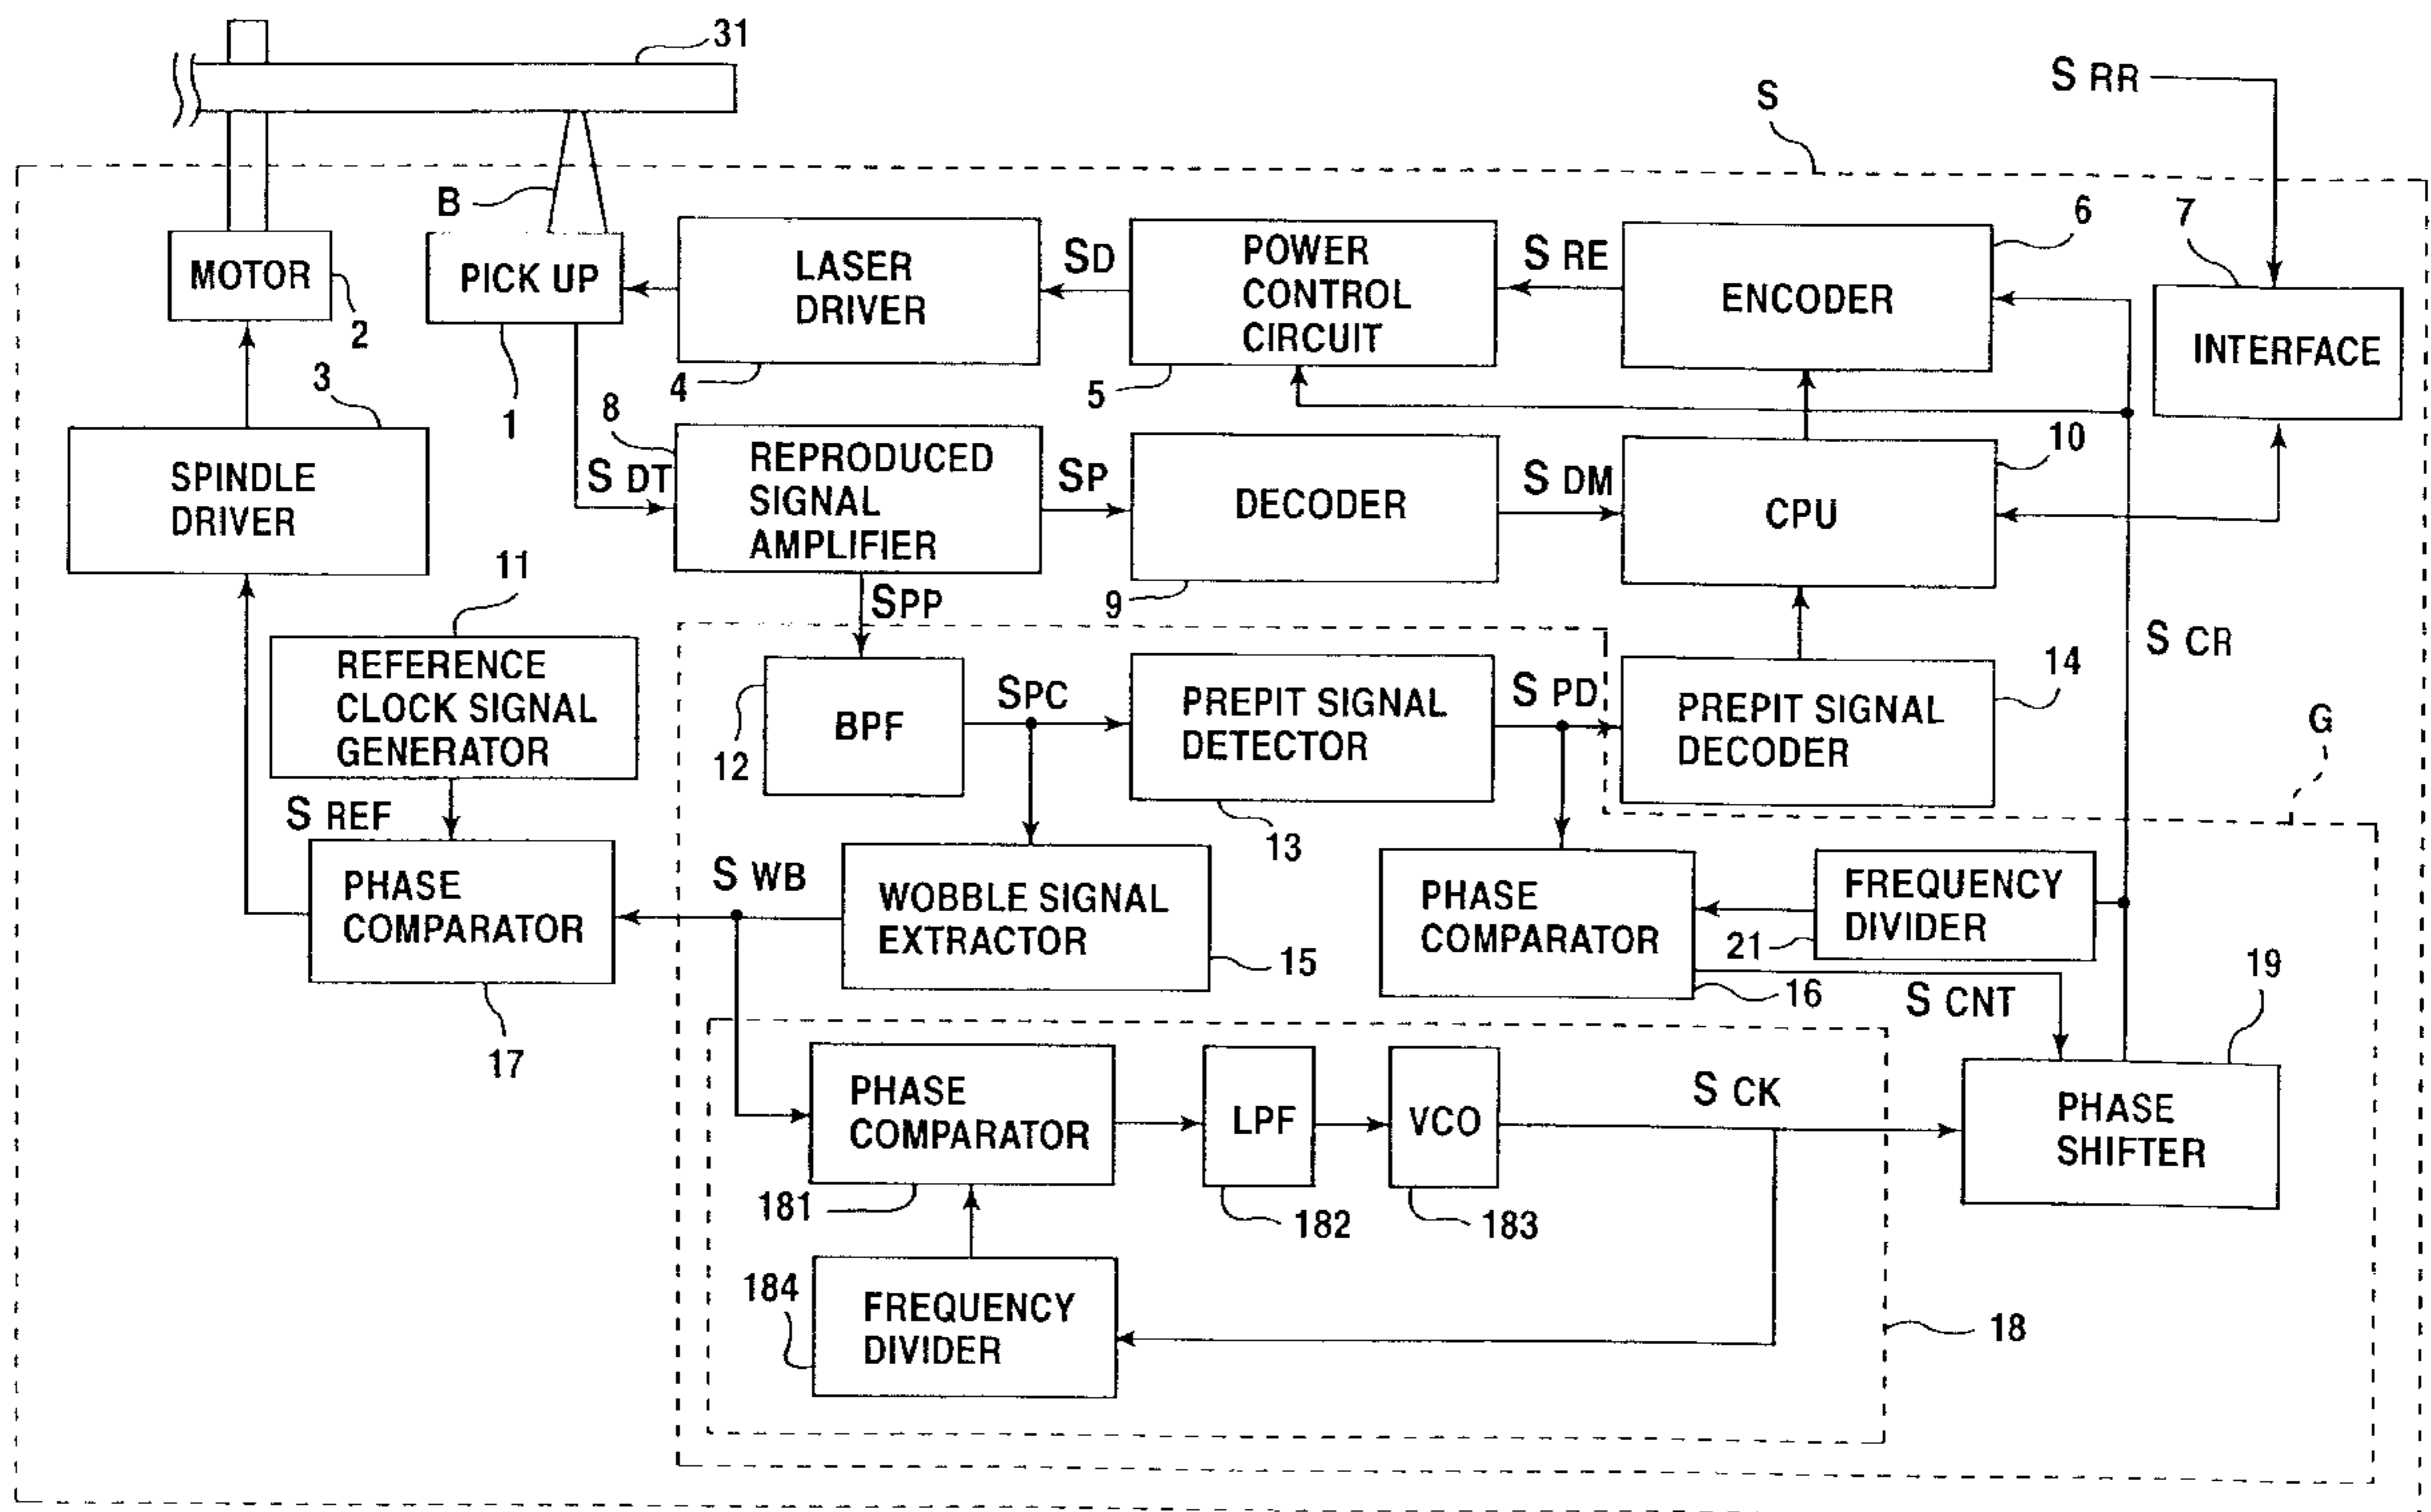 31
S RR
S
B
6
7
MOTOR
PICK UP
LASER
DRIVER
SD
POWER
CONTROL
CIRCUIT
S RE
ENCODER
INTERFACE
2
3
1
4
5
8
10
SPINDLE
DRIVER
S DT
REPRODUCED
SIGNAL
AMPLIFIER
SP
DECODER
S DM
CPU
11
SPP
9
S CR
REFERENCE
CLOCK SIGNAL
GENERATOR
12
BPF
SPC
PREPIT SIGNAL
DETECTOR
S PD
PREPIT SIGNAL
DECODER
14
G
S REF
13
PHASE
COMPARATOR
S WB
WOBBLE SIGNAL
EXTRACTOR
PHASE
COMPARATOR
FREQUENCY
DIVIDER
21
15
16
S CNT
19
17
PHASE
COMPARATOR
LPF
VCO
S CK
PHASE
SHIFTER
181
182
183
184
FREQUENCY
DIVIDER
18